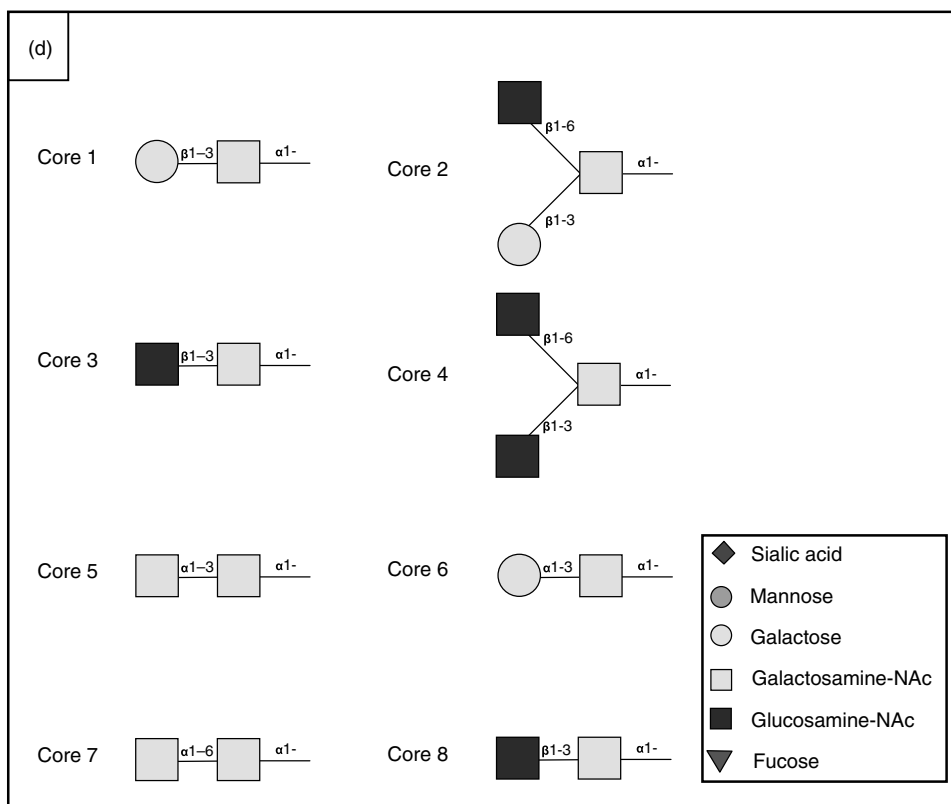 (d)
Core 1
β1–3
α1-
Core 2
β1-6
β1-3
α1-
Core 3
β1–3
α1-
Core 4
β1-6
β1-3
α1-
Core 5
α1–3
α1-
Core 6
α1-3
α1-
Core 7
α1–6
α1-
Core 8
β1-3
α1-
Sialic acid
Mannose
Galactose
Galactosamine-NAc
Glucosamine-NAc
Fucose